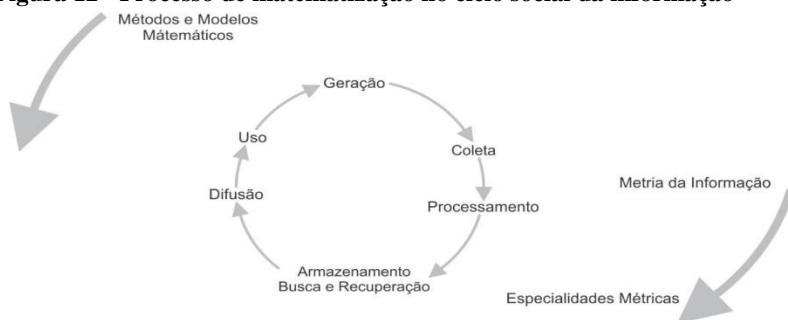 Figura 12 - Processo de matematização no ciclo social da informação
Métodos e Modelos
Mátemáticos
Geração
Uso
Coleta
Difusão
Processamento
Metria da Informação
Armazenamento
Busca e Recuperação
Especialidades Métricas